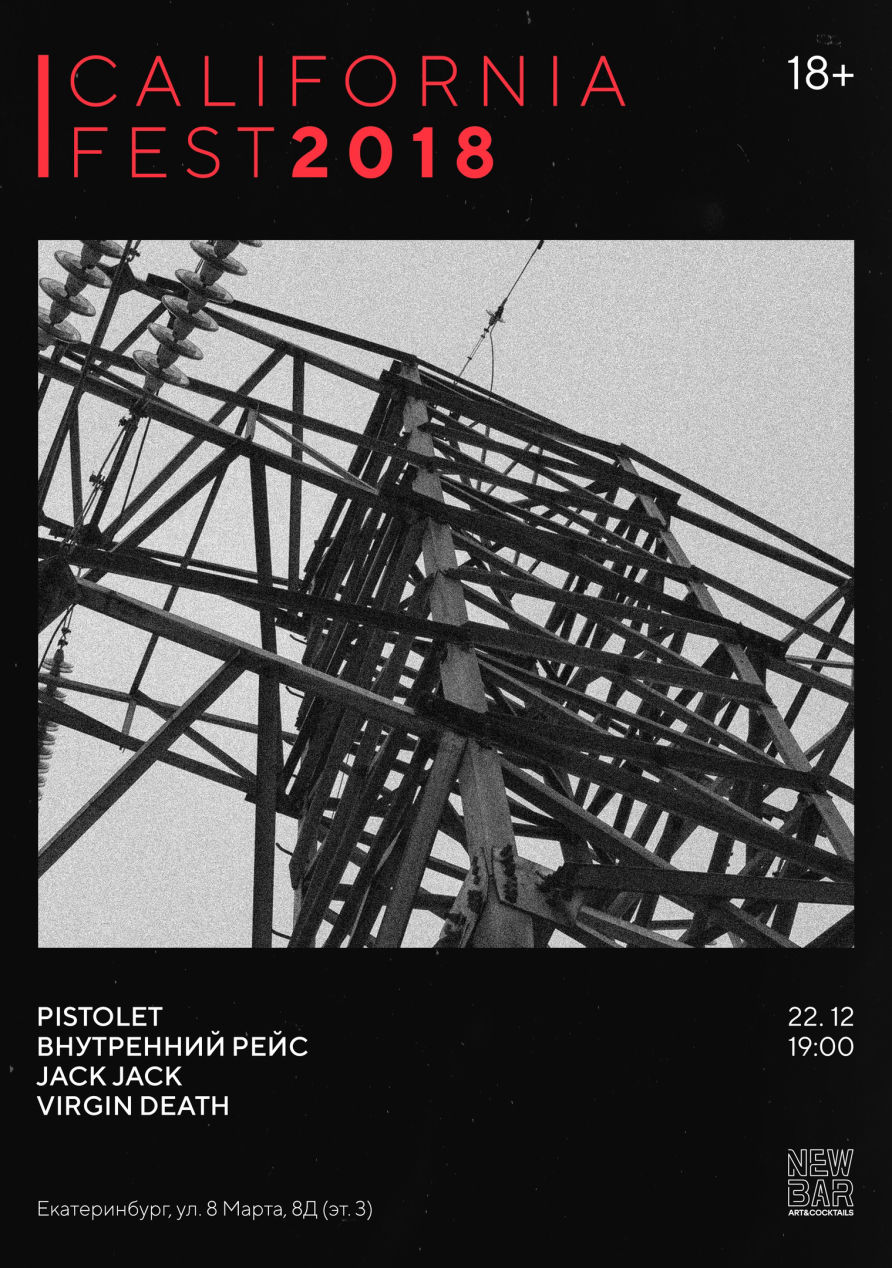 CALIFORNIA
FEST2018
18+
PISTOLET
ВНУТРЕННИЙ РЕЙС
JACK JACK
VIRGIN DEATH
22. 12
19:00
Екатеринбург, ул. 8 Марта, 8Д (эт. 3)
NEW
BAR
ART&COCKTAILS